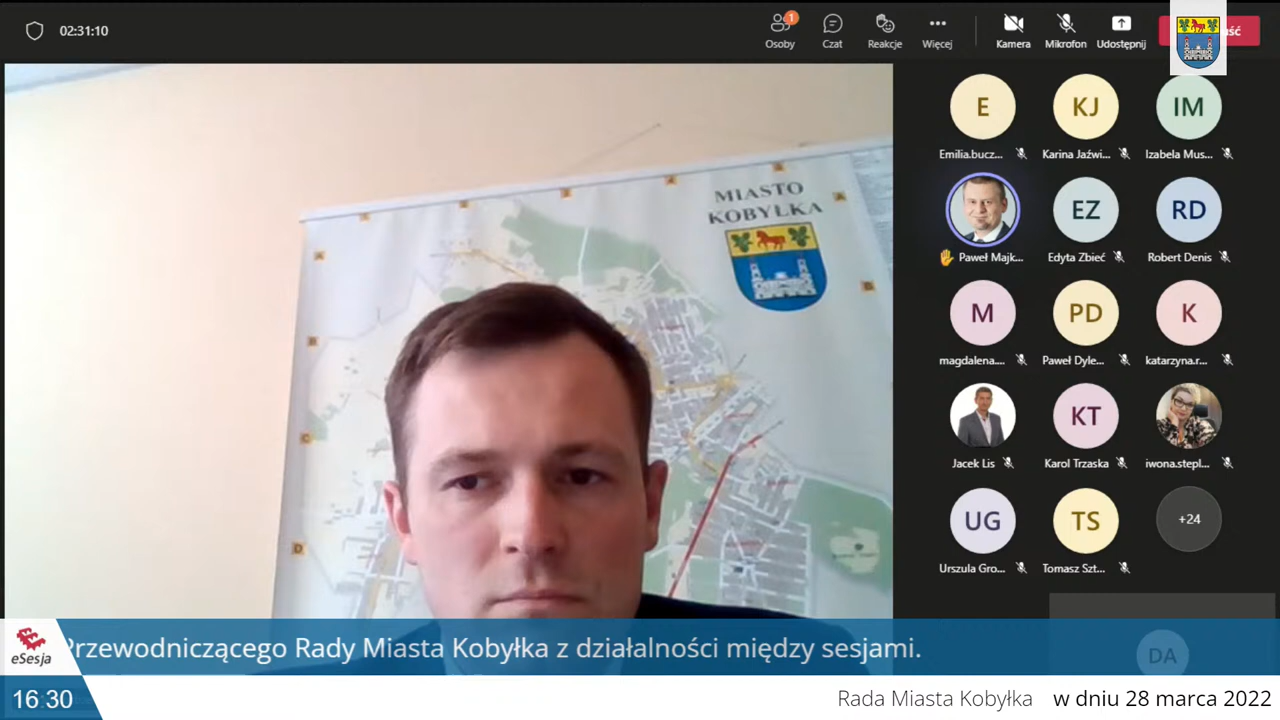 02:31:10
1
Osoby
Czat
Reakcje
Więcej
Kamera
Mikrofon
Udostępnij
E
KJ
IM
Emilia.bucz...
Karina Jaźwi...
Izabela Mus...
EZ
RD
Paweł Majk...
Edyta Zbieć
Robert Denis
M
PD
K
magdalena....
Paweł Dyle...
katarzyna.r...
KT
Jacek Lis
Karol Trzaska
iwona.stepl...
UG
TS
+24
Urszula Gro...
Tomasz Szt...
DA
MIASTO
KOBYŁKA
A
A
A
B
B
C
D
Przewodniczącego Rady Miasta Kobyłka z działalności między sesjami.
eSesja
16:30
Rada Miasta Kobyłka w dniu 28 marca 2022